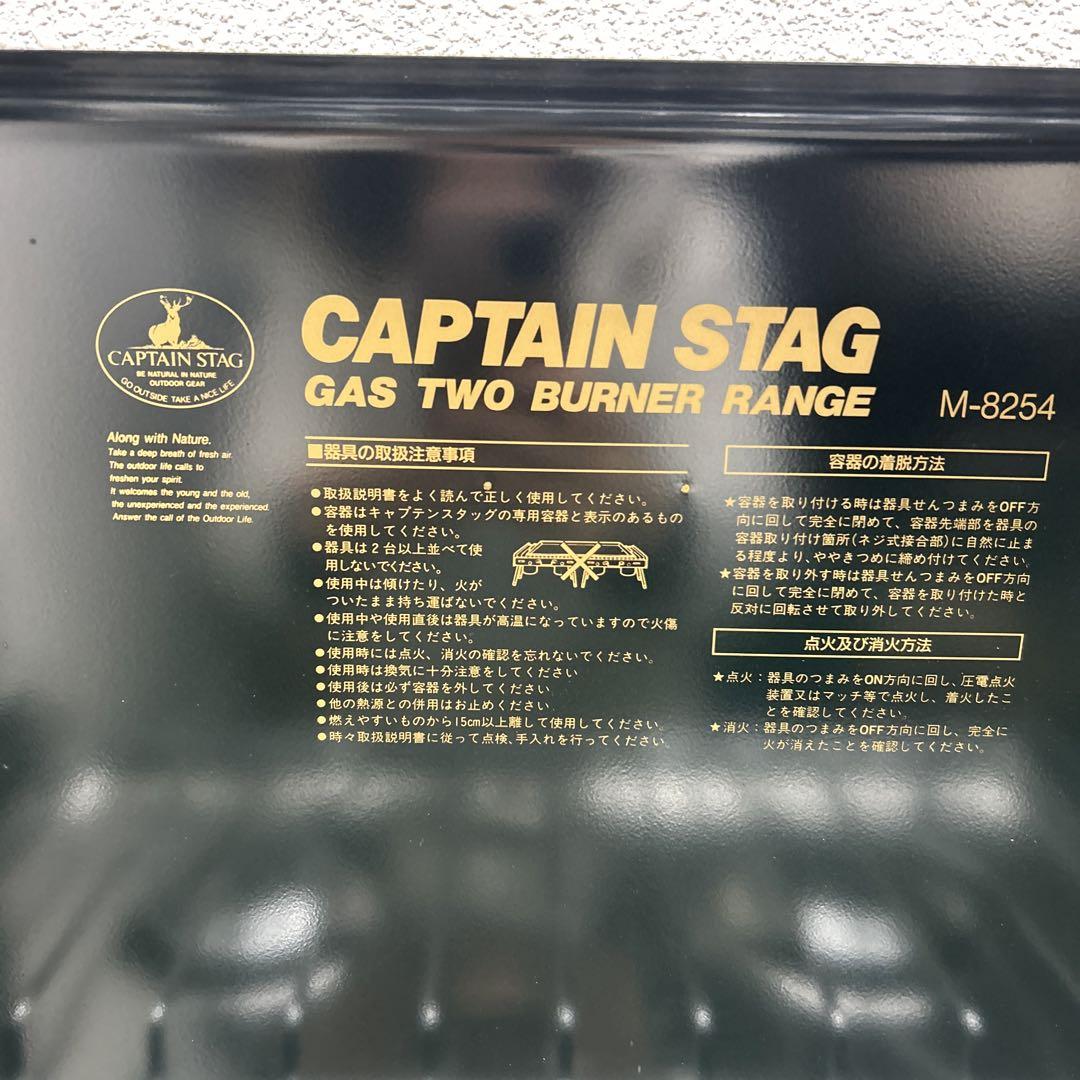 CAPTAIN STAG
BE NATURAL IN NATURE
OUTDOOR GEAR
GO OUTSIDE TAKE A NICE LIFE
Along with Nature.
Take a deep breath of fresh air.
The outdoor life calls to
freshen your spirit.
It welcomes the young and the old,
the unexperienced and the experienced.
Answer the call of the Outdoor Life.
CAPTAIN STAG
GAS TWO BURNER RANGE
M-8254
■器具の取扱注意事項
●取扱説明書をよく読んで正しく使用してください。
●容器はキャプテンスタッグの専用容器と表示のあるもの
を使用してください。
●器具は2台以上並べて使
用しないでください。
●使用中は傾けたり、火が
ついたまま持ち運ばないでください。
●使用中や使用直後は器具が高温になっていますので火傷
に注意をしてください。
●使用時には点火、消火の確認を忘れないでください。
●使用時は換気に十分注意をしてください
●使用後は必ず容器を外してください
●他の熱源との併用はお止めください。
●燃えやすいものから15cm以上離して使用してください。
●時々取扱説明書に従って点検、手入れを行ってください。
容器の着脱方法
★容器を取り付ける時は器具せんつまみをOFF方
向に回して完全に閉めて、容器先端部を器具の
容器取り付け箇所(ネジ式接合部)に自然に止ま
る程度より、ややきつめに締め付けてください。
★容器を取り外す時は器具せんつまみをOFF方向
に回して完全に閉めて、容器を取り付けた時と
反対に回転させて取り外してください。
点火及び消火方法
★点火：器具のつまみをON方向に回し、圧電点火
装置又はマッチ等で点火し、着火したこ
とを確認してください。
★消火：器具のつまみをOFF方向に回し、完全に
火が消えたことを確認してください。